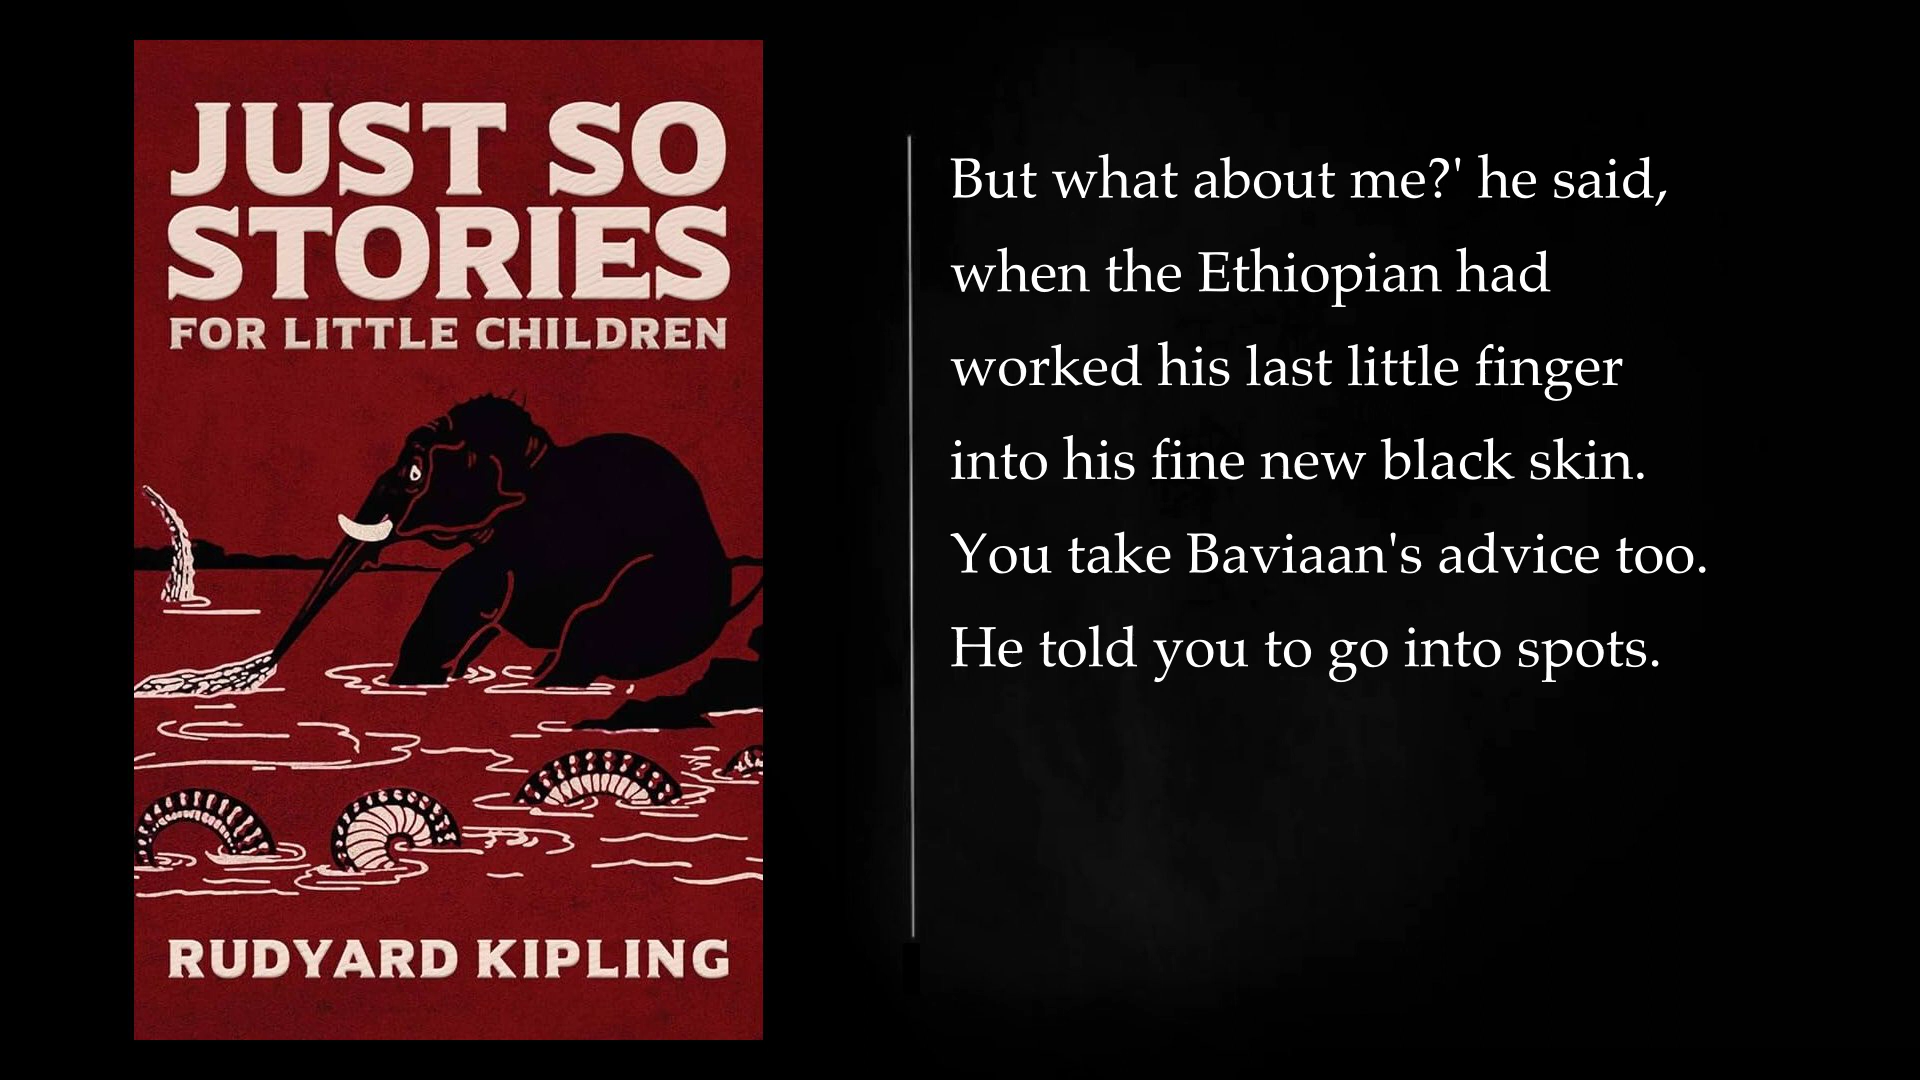 JUST SO
STORIES
FOR LITTLE CHILDREN
RUDYARD KIPLING
But what about me?' he said,
when the Ethiopian had
worked his last little finger
into his fine new black skin.
You take Baviaan's advice too.
He told you to go into spots.